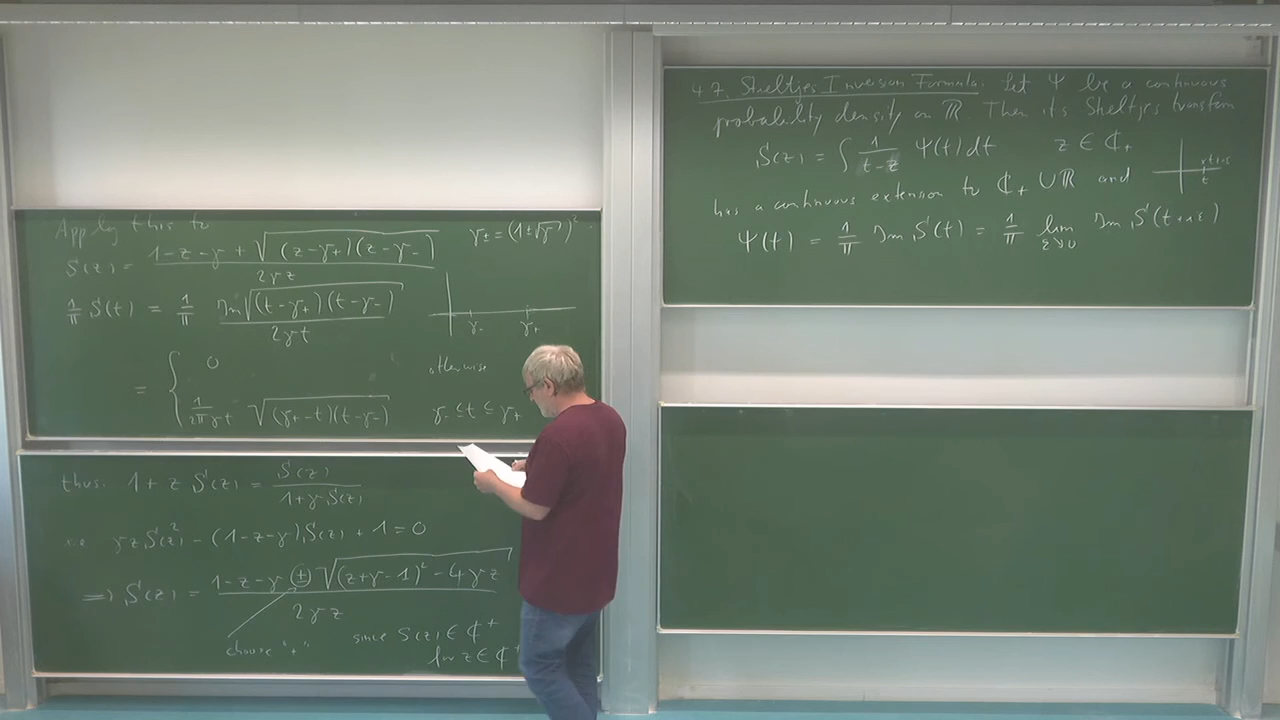 Apply this to
S(z) = (1-z-γ + √((z-γ₊)(z-γ₋))) / 2γz    γ± = (1±√γ)²
1/π S(t) = 1/π Im√((t-γ₊)(t-γ₋)) / 2γt
γ₋ γ₊
= { 0 otherwise
1/2πγt √((γ₊-t)(t-γ₋)) γ₋ ≤ t ≤ γ₊
thus: 1 + z S(z) = S(z) / 1+γS(z)
i.e. γz S(z)² - (1-z-γ) S(z) + 1 = 0
=> S(z) = (1-z-γ ± √((z+γ-1)² - 4γz)) / 2γz
choose "+" since S(z) ∈ ℂ⁺
for z ∈ ℂ⁺
4.7. Stieltjes Inversion Formula. Let Ψ be a continuous
probability density on ℝ. Then its Stieltjes transform
S(z) = ∫ 1/(t-z) Ψ(t) dt    z ∈ ℂ₊
has a continuous extension to ℂ₊ ∪ ℝ and
t+iε
t
Ψ(t) = 1/π Im S(t) = 1/π lim ε↘0 Im S(t+iε)